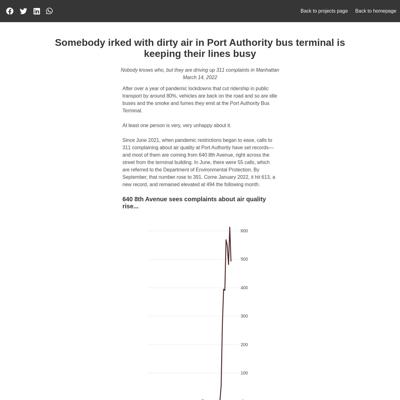 Back to projects page Back to homepage
Somebody irked with dirty air in Port Authority bus terminal is
keeping their lines busy
Nobody knows who, but they are driving up 311 complaints in Manhattan
March 14, 2022
After over a year of pandemic lockdowns that cut ridership in public
transport by around 80%, vehicles are back on the road and so are idle
buses and the smoke and fumes they emit at the Port Authority Bus
Terminal.
At least one person is very, very unhappy about it.
Since June 2021, when pandemic restrictions began to ease, calls to
311 complaining about air quality at Port Authority have set records—
and most of them are coming from 640 8th Avenue, right across the
street from the terminal building. In June, there were 55 calls, which
are referred to the Department of Environmental Protection. By
September, that number rose to 391. Come January 2022, it hit 613, a
new record, and remained elevated at 494 the following month.
640 8th Avenue sees complaints about air quality
rise...
600
500
400
300
200
100